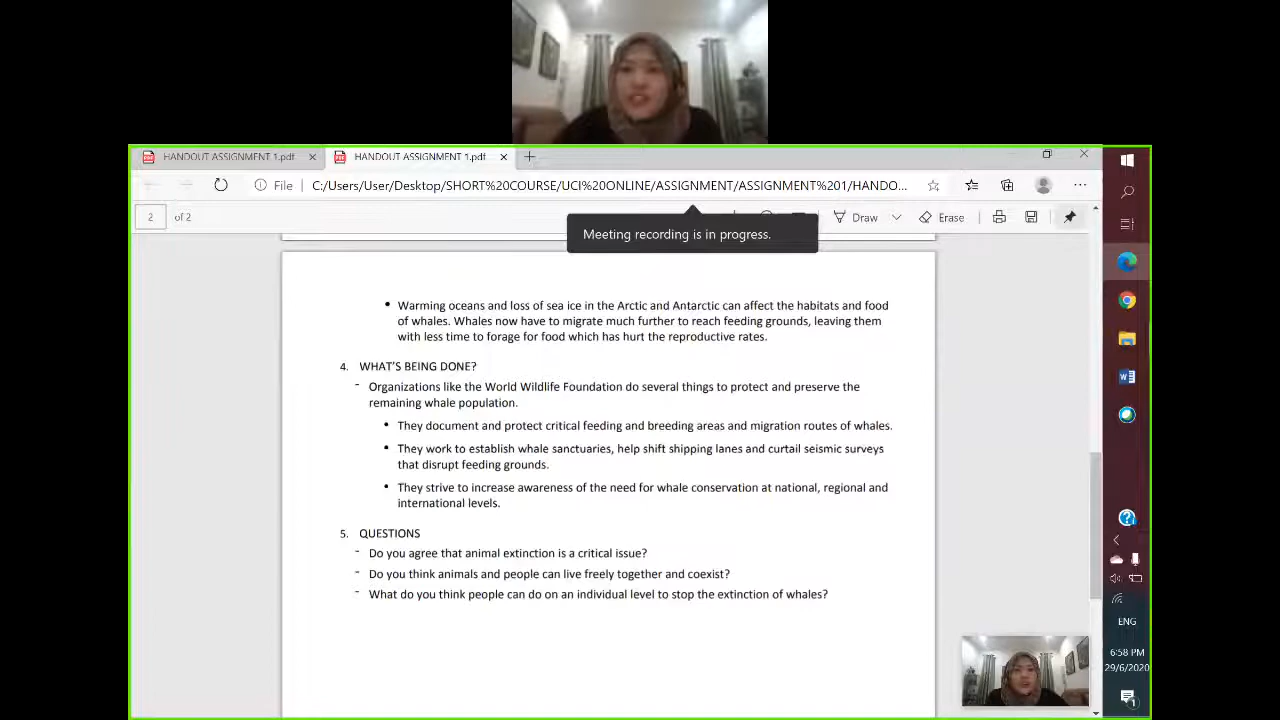 HANDOUT ASSIGNMENT 1.pdf
HANDOUT ASSIGNMENT 1.pdf
File
C:/Users/User/Desktop/SHORT%20COURSE/UCI%20ONLINE/ASSIGNMENT/ASSIGNMENT%201/HANDO...
2 of 2
Draw
Erase
Meeting recording is in progress.
• Warming oceans and loss of sea ice in the Arctic and Antarctic can affect the habitats and food
of whales. Whales now have to migrate much further to reach feeding grounds, leaving them
with less time to forage for food which has hurt the reproductive rates.
4. WHAT'S BEING DONE?
- Organizations like the World Wildlife Foundation do several things to protect and preserve the
remaining whale population.
• They document and protect critical feeding and breeding areas and migration routes of whales.
• They work to establish whale sanctuaries, help shift shipping lanes and curtail seismic surveys
that disrupt feeding grounds.
• They strive to increase awareness of the need for whale conservation at national, regional and
international levels.
5. QUESTIONS
- Do you agree that animal extinction is a critical issue?
- Do you think animals and people can live freely together and coexist?
- What do you think people can do on an individual level to stop the extinction of whales?
ENG
6:58 PM
29/6/2020